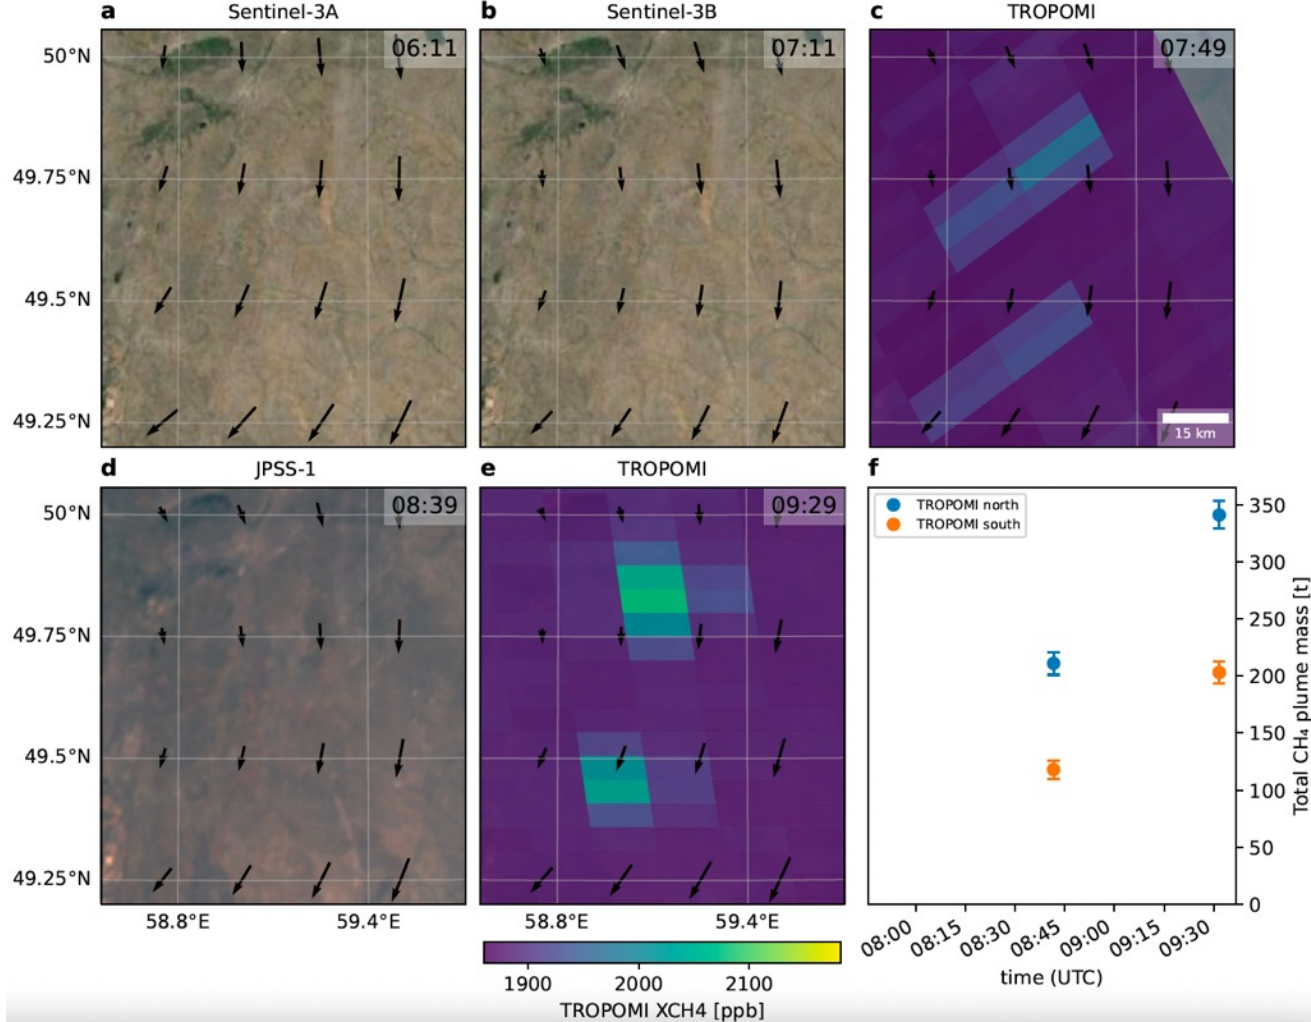 a Sentinel-3A
b Sentinel-3B
c TROPOMI
06:11
07:11
07:49
50°N
49.75°N
49.5°N
49.25°N
15 km
d JPSS-1
e TROPOMI
f
08:39
09:29
TROPOMI north
TROPOMI south
50°N
49.75°N
49.5°N
49.25°N
58.8°E
59.4°E
58.8°E
59.4°E
350
300
250
200
150
100
50
0
Total CH₄ plume mass [t]
08:00
08:15
08:30
08:45
09:00
09:15
09:30
time (UTC)
1900
2000
2100
TROPOMI XCH4 [ppb]